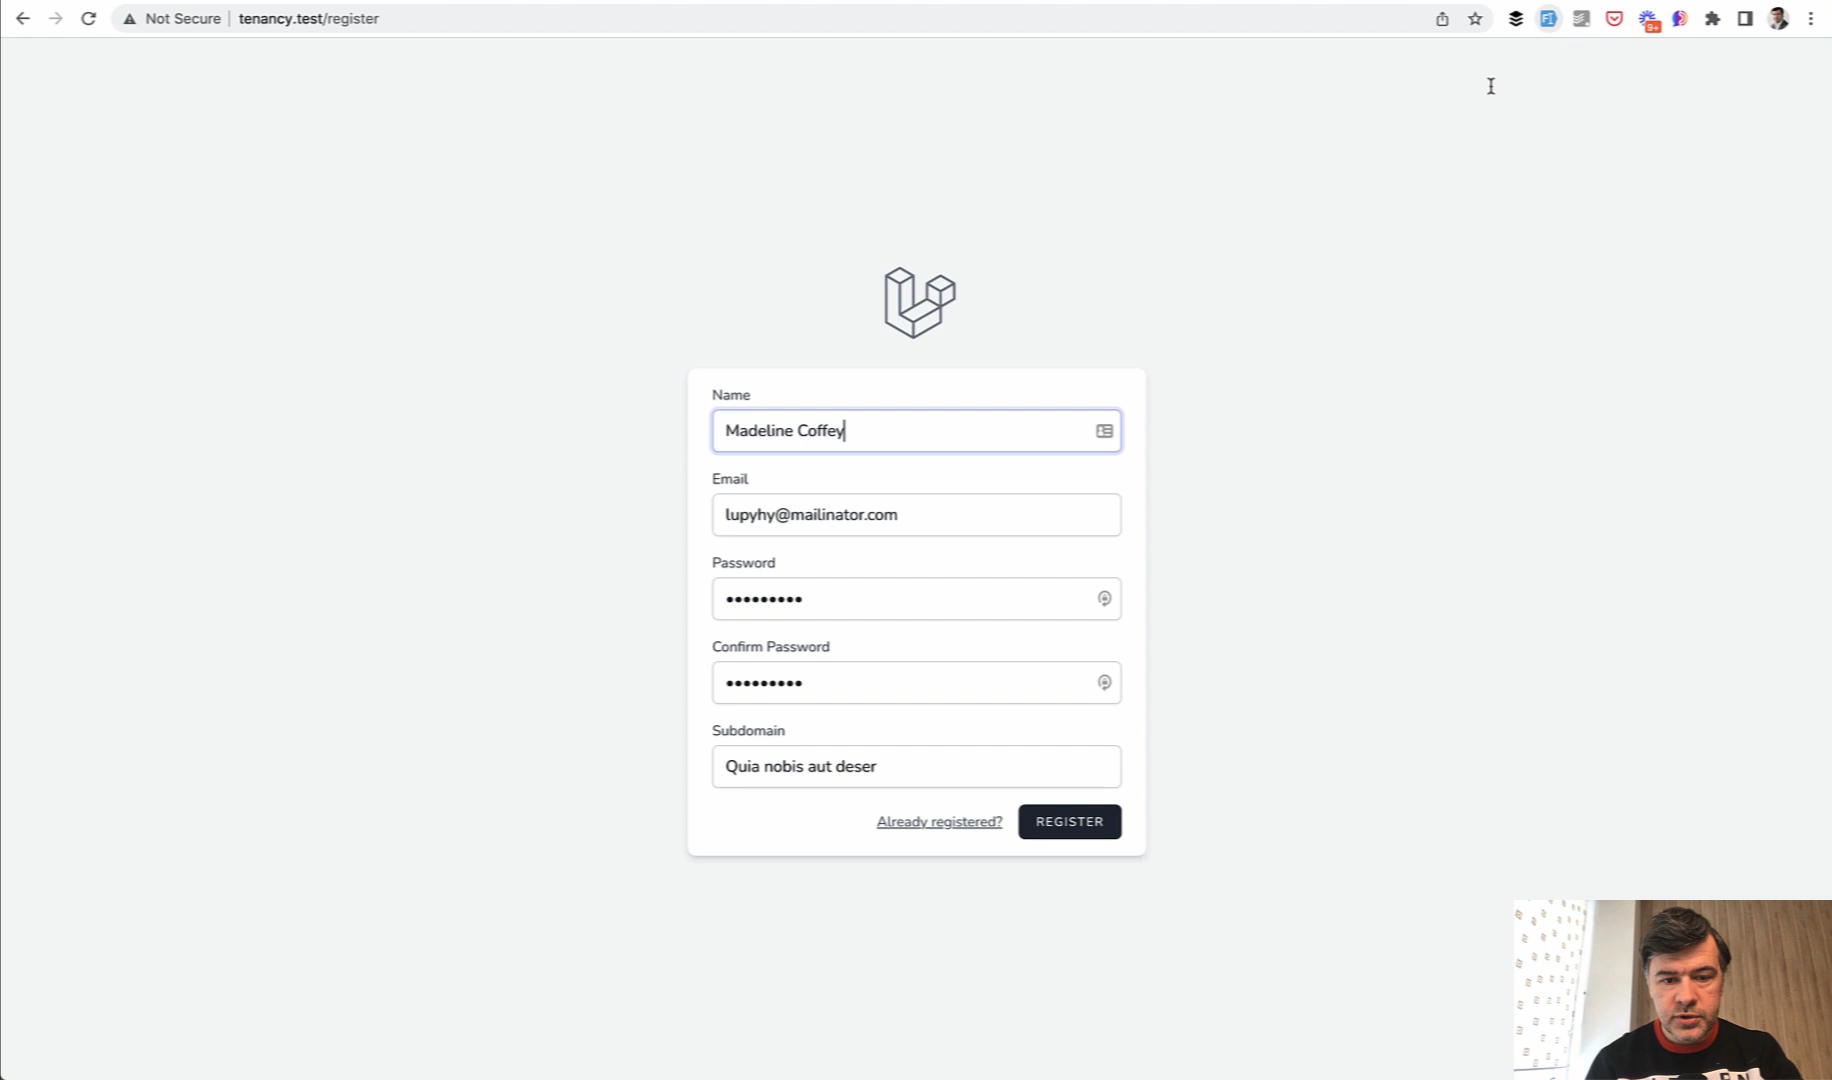 Not Secure
tenancy.test/register
9+
Name
Madeline Coffey
Email
lupyhy@mailinator.com
Password
•••••••••
Confirm Password
•••••••••
Subdomain
Quia nobis aut deser
Already registered?
REGISTER